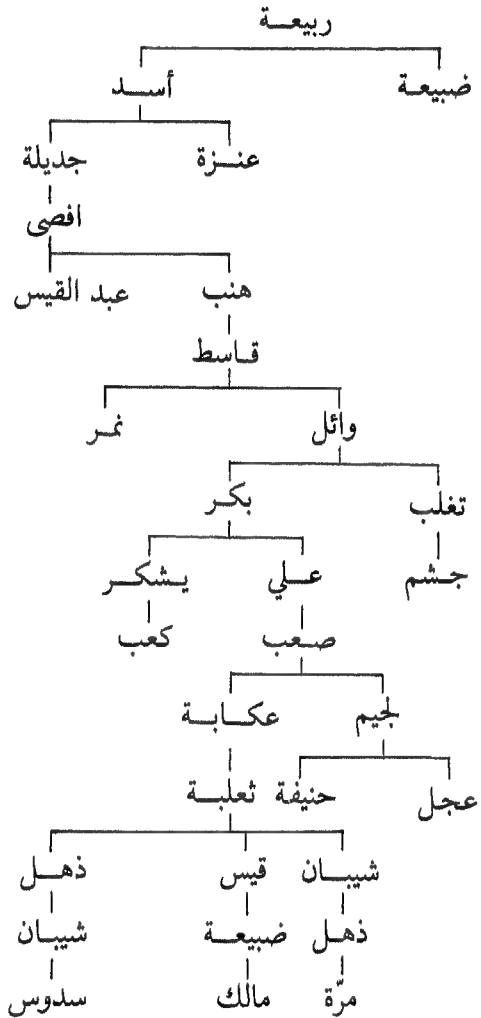 ربيعة
ضبيعة أسد
عنزة جديلة
افصى
هنب عبد القيس
قاسط
وائل نمر
تغلب بكر
جشم علي يشكر
صعب كعب
لجيم عكابة
عجل حنيفة ثعلبة
شيبان قيس ذهل
ذهل ضبيعة شيبان
مرّة مالك سدوس